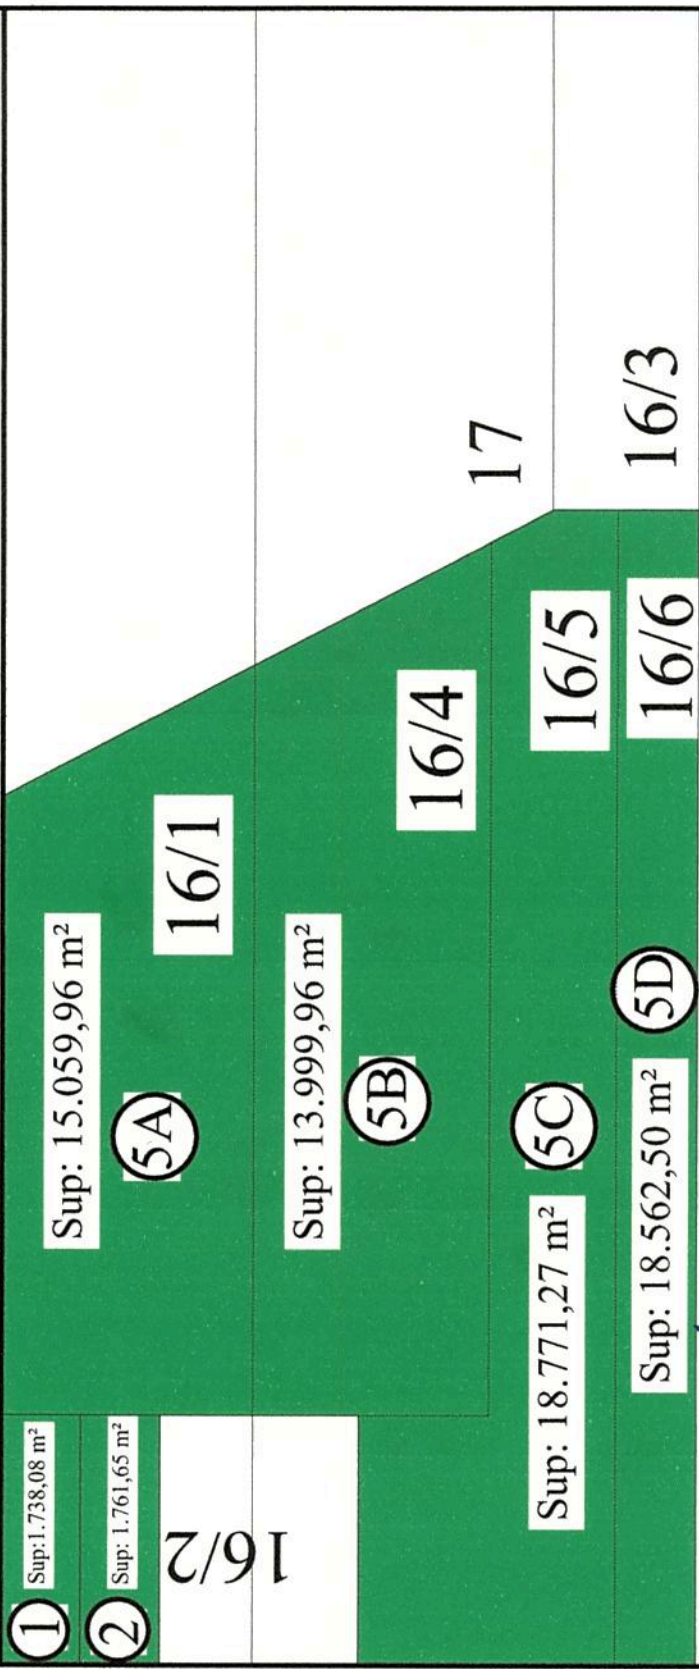 1
Sup:1.738,08 m²
2
Sup: 1.761,65 m²
16/2
Sup: 15.059,96 m²
5A
16/1
Sup: 13.999,96 m²
5B
16/4
17
Sup: 18.771,27 m²
5C
16/5
Sup: 18.562,50 m²
5D
16/6
16/3